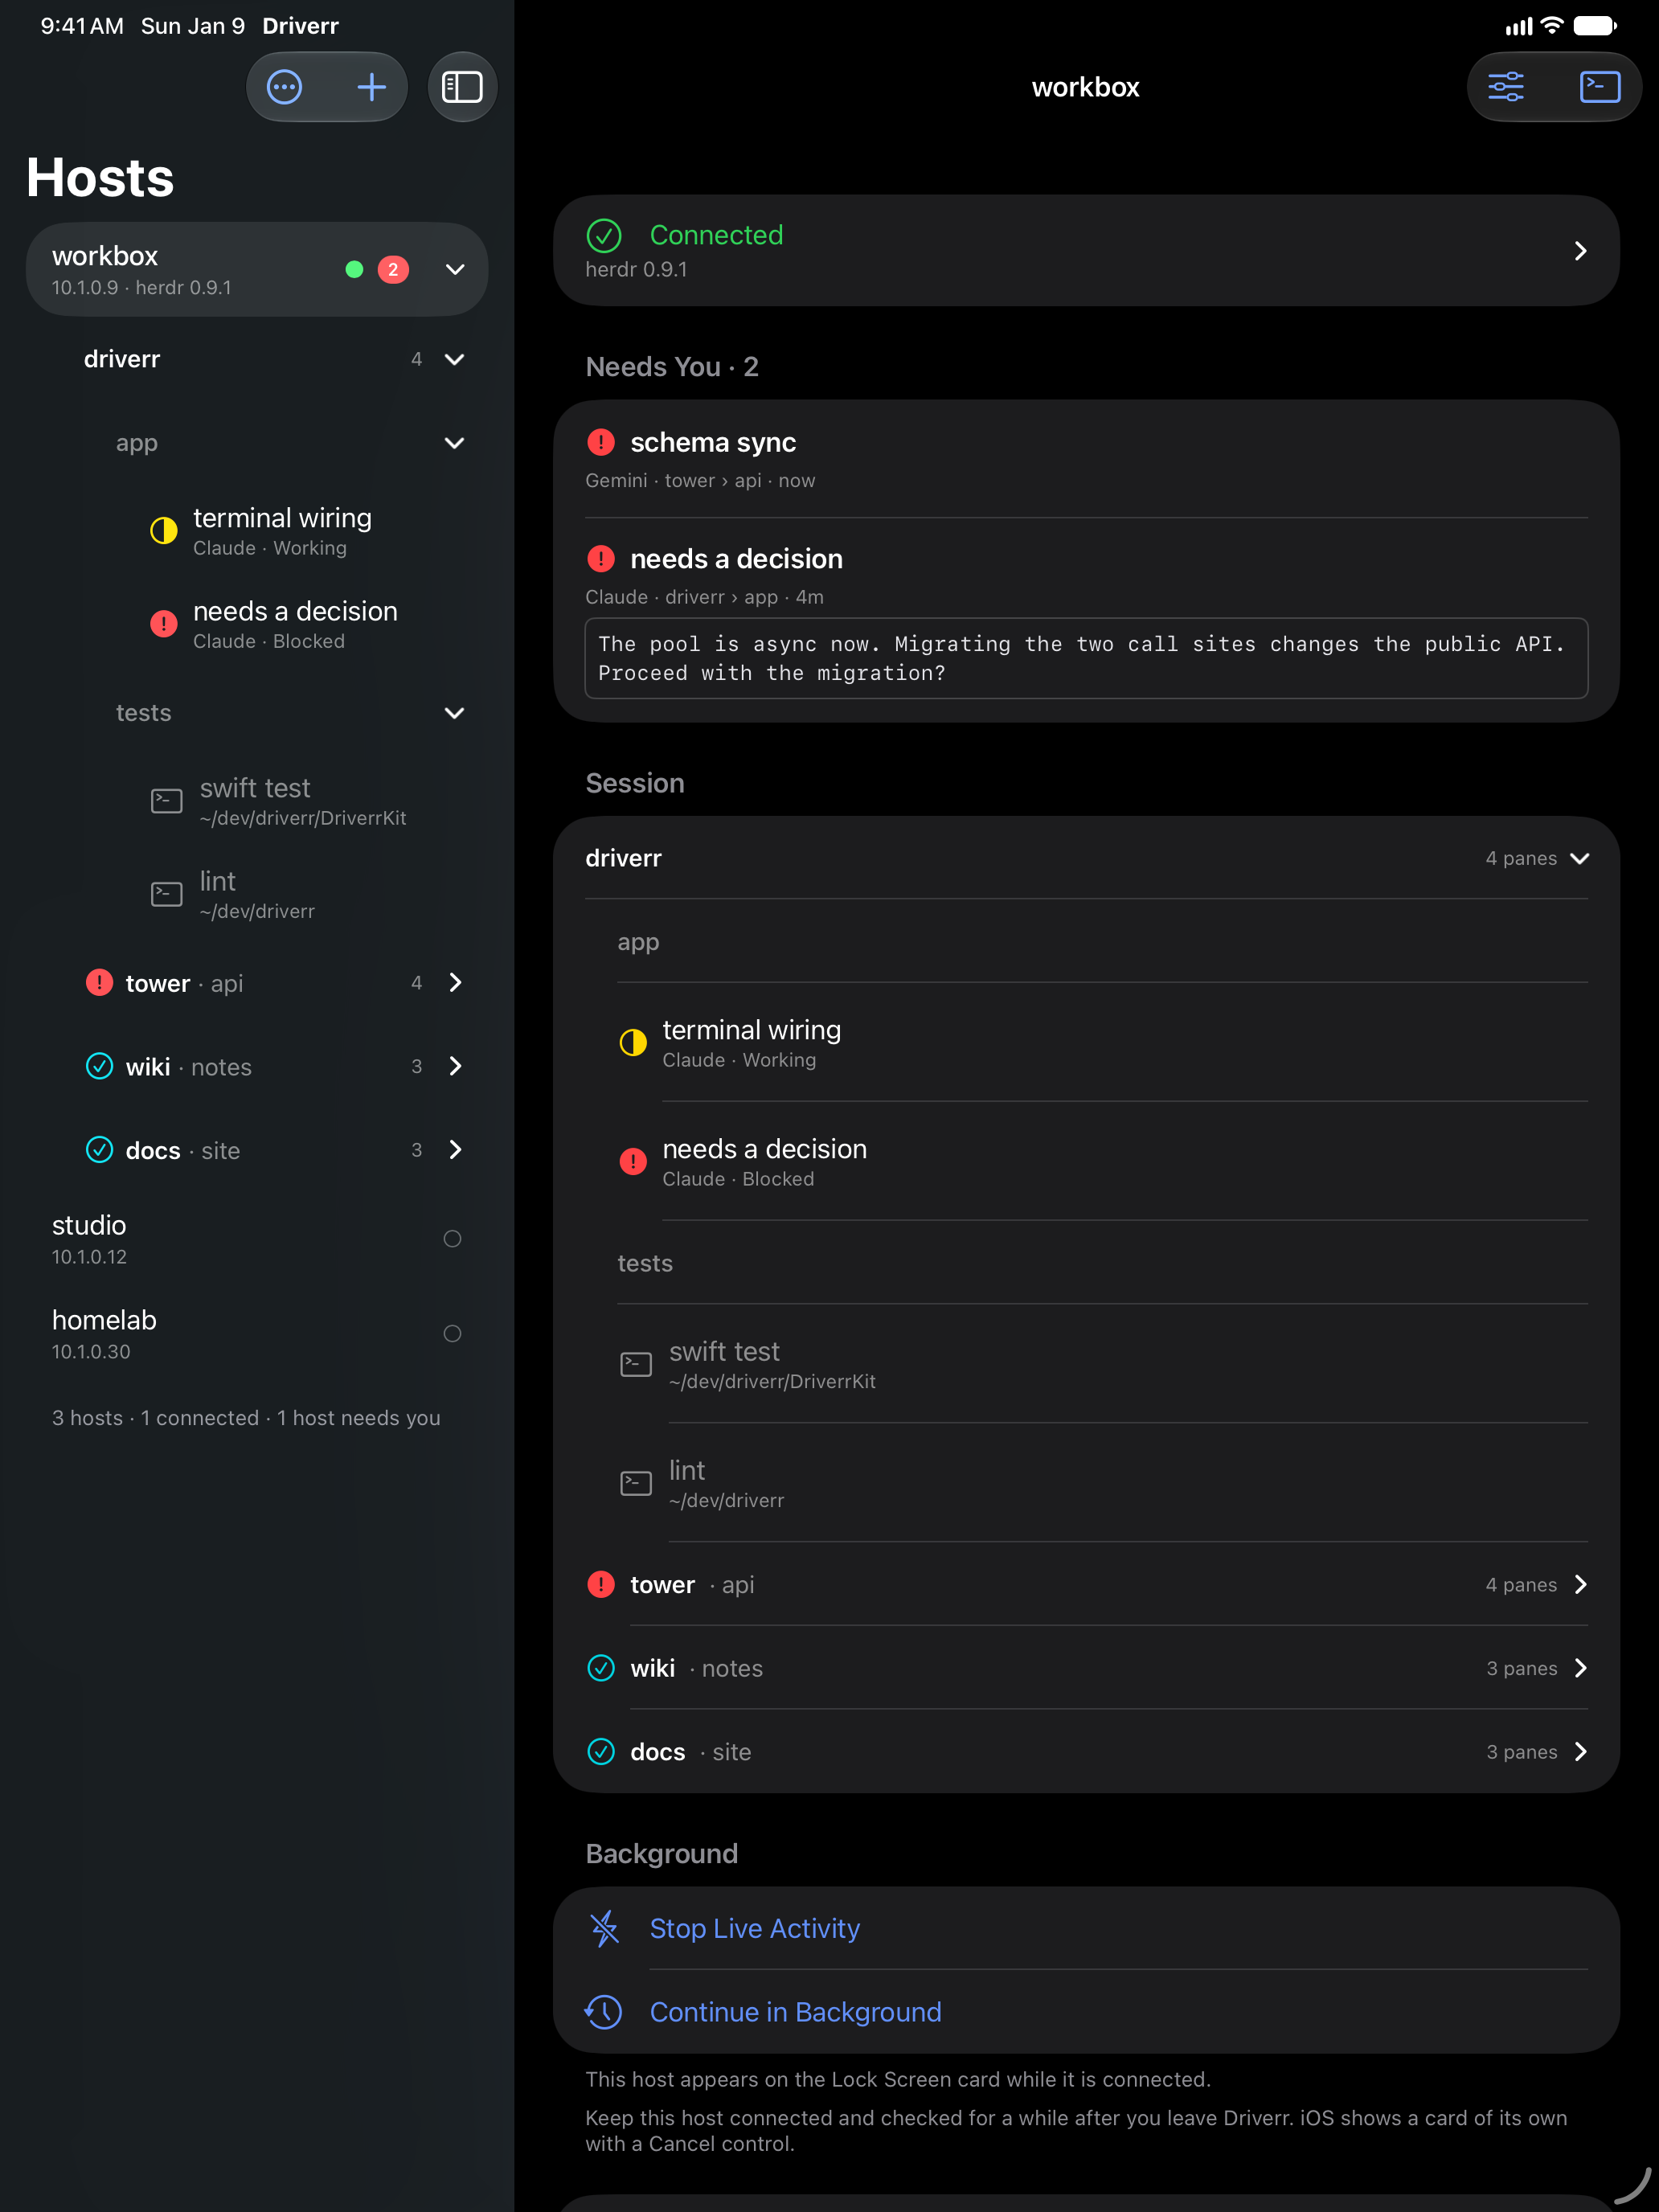 9:41 AM Sun Jan 9 Driverr
Hosts
workbox
10.1.0.9 · herdr 0.9.1
2
driverr
4
app
terminal wiring
Claude · Working
needs a decision
Claude · Blocked
tests
swift test
~/dev/driverr/DriverrKit
lint
~/dev/driverr
tower · api
4
wiki · notes
3
docs · site
3
studio
10.1.0.12
homelab
10.1.0.30
3 hosts · 1 connected · 1 host needs you
workbox
Connected
herdr 0.9.1
Needs You · 2
schema sync
Gemini · tower › api · now
needs a decision
Claude · driverr › app · 4m
The pool is async now. Migrating the two call sites changes the public API.
Proceed with the migration?
Session
driverr
4 panes
app
terminal wiring
Claude · Working
needs a decision
Claude · Blocked
tests
swift test
~/dev/driverr/DriverrKit
lint
~/dev/driverr
tower · api
4 panes
wiki · notes
3 panes
docs · site
3 panes
Background
Stop Live Activity
Continue in Background
This host appears on the Lock Screen card while it is connected.
Keep this host connected and checked for a while after you leave Driverr. iOS shows a card of its own
with a Cancel control.